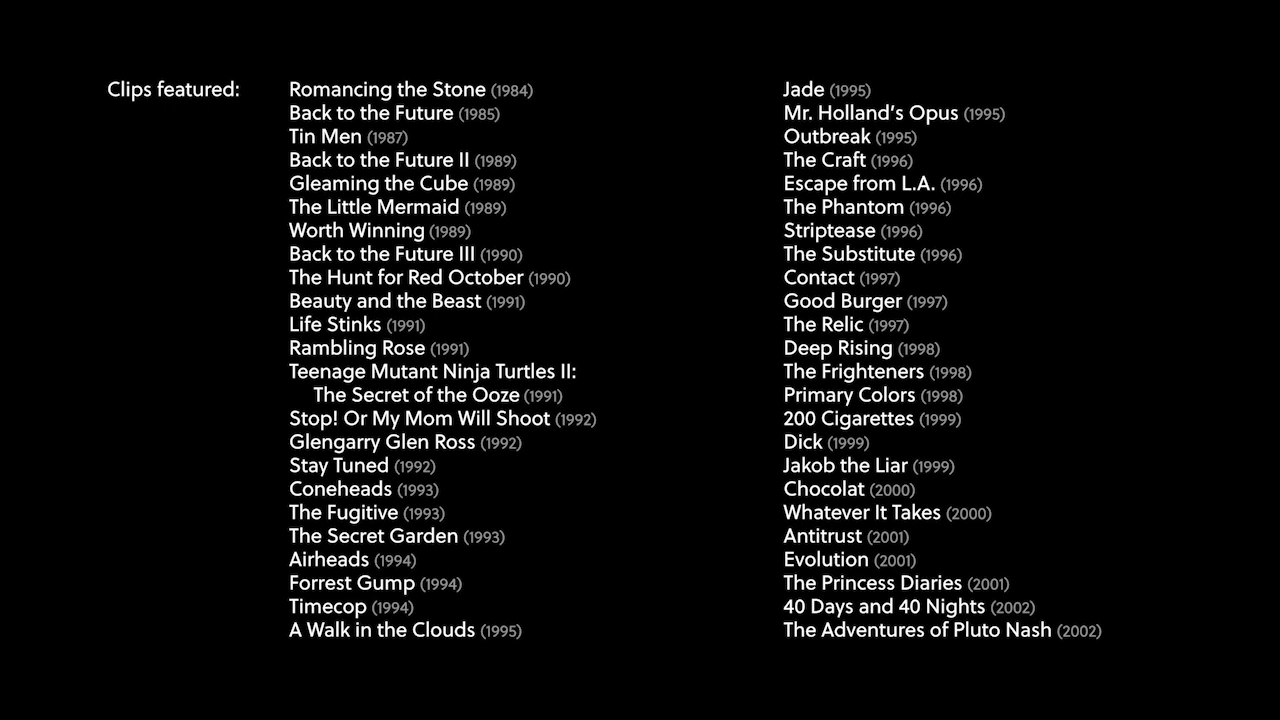 Clips featured:
Romancing the Stone (1984)
Back to the Future (1985)
Tin Men (1987)
Back to the Future II (1989)
Gleaming the Cube (1989)
The Little Mermaid (1989)
Worth Winning (1989)
Back to the Future III (1990)
The Hunt for Red October (1990)
Beauty and the Beast (1991)
Life Stinks (1991)
Rambling Rose (1991)
Teenage Mutant Ninja Turtles II:
The Secret of the Ooze (1991)
Stop! Or My Mom Will Shoot (1992)
Glengarry Glen Ross (1992)
Stay Tuned (1992)
Coneheads (1993)
The Fugitive (1993)
The Secret Garden (1993)
Airheads (1994)
Forrest Gump (1994)
Timecop (1994)
A Walk in the Clouds (1995)
Jade (1995)
Mr. Holland's Opus (1995)
Outbreak (1995)
The Craft (1996)
Escape from L.A. (1996)
The Phantom (1996)
Striptease (1996)
The Substitute (1996)
Contact (1997)
Good Burger (1997)
The Relic (1997)
Deep Rising (1998)
The Frighteners (1998)
Primary Colors (1998)
200 Cigarettes (1999)
Dick (1999)
Jakob the Liar (1999)
Chocolat (2000)
Whatever It Takes (2000)
Antitrust (2001)
Evolution (2001)
The Princess Diaries (2001)
40 Days and 40 Nights (2002)
The Adventures of Pluto Nash (2002)